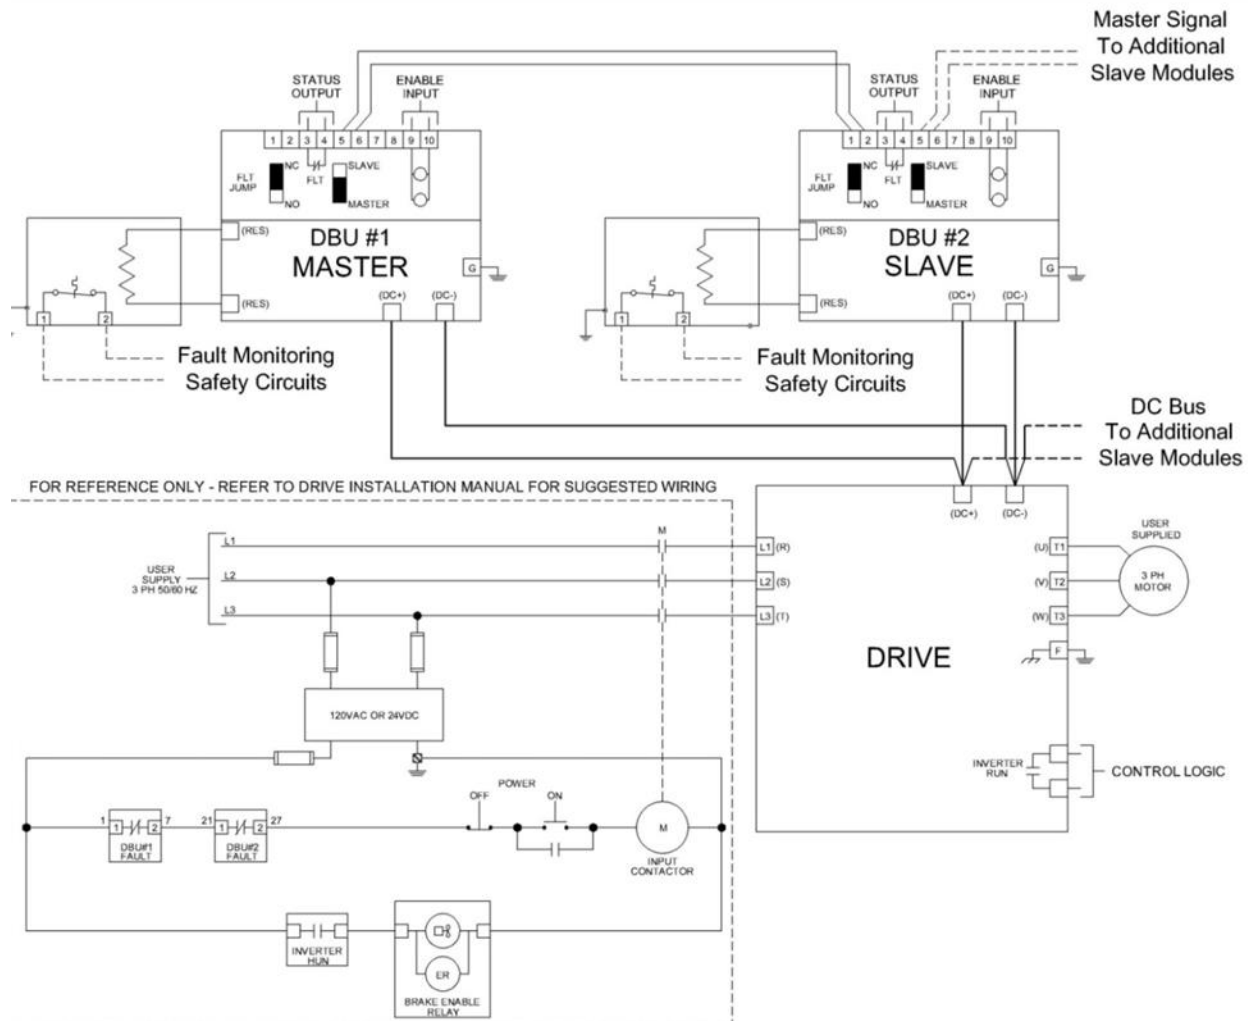 Master Signal
To Additional
Slave Modules
STATUS
OUTPUT
ENABLE
INPUT
STATUS
OUTPUT
ENABLE
INPUT
1 2 3 4 5 6 7 8 9 10
1 2 3 4 5 6 7 8 9 10
FLT
JUMP
NC
NO
FLT
SLAVE
MASTER
FLT
JUMP
NC
NO
FLT
SLAVE
MASTER
(RES)
DBU #1
MASTER
G
(RES)
(DC+)
(DC-)
1 2
(RES)
DBU #2
SLAVE
G
(RES)
(DC+)
(DC-)
1 2
Fault Monitoring
Safety Circuits
Fault Monitoring
Safety Circuits
DC Bus
To Additional
Slave Modules
FOR REFERENCE ONLY - REFER TO DRIVE INSTALLATION MANUAL FOR SUGGESTED WIRING
(DC+)
(DC-)
USER
SUPPLY
3 PH 50/60 HZ
L1
L2
L3
M
L1 (R)
L2 (S)
L3 (T)
(U) T1
(V) T2
(W) T3
USER
SUPPLIED
3 PH
MOTOR
DRIVE
F
120VAC OR 24VDC
INVERTER
RUN
CONTROL LOGIC
POWER
OFF
ON
1 1 2 7
DBU#1
FAULT
21 1 2 27
DBU#2
FAULT
M
INPUT
CONTACTOR
INVERTER
HUN
ER
BRAKE ENABLE
RELAY